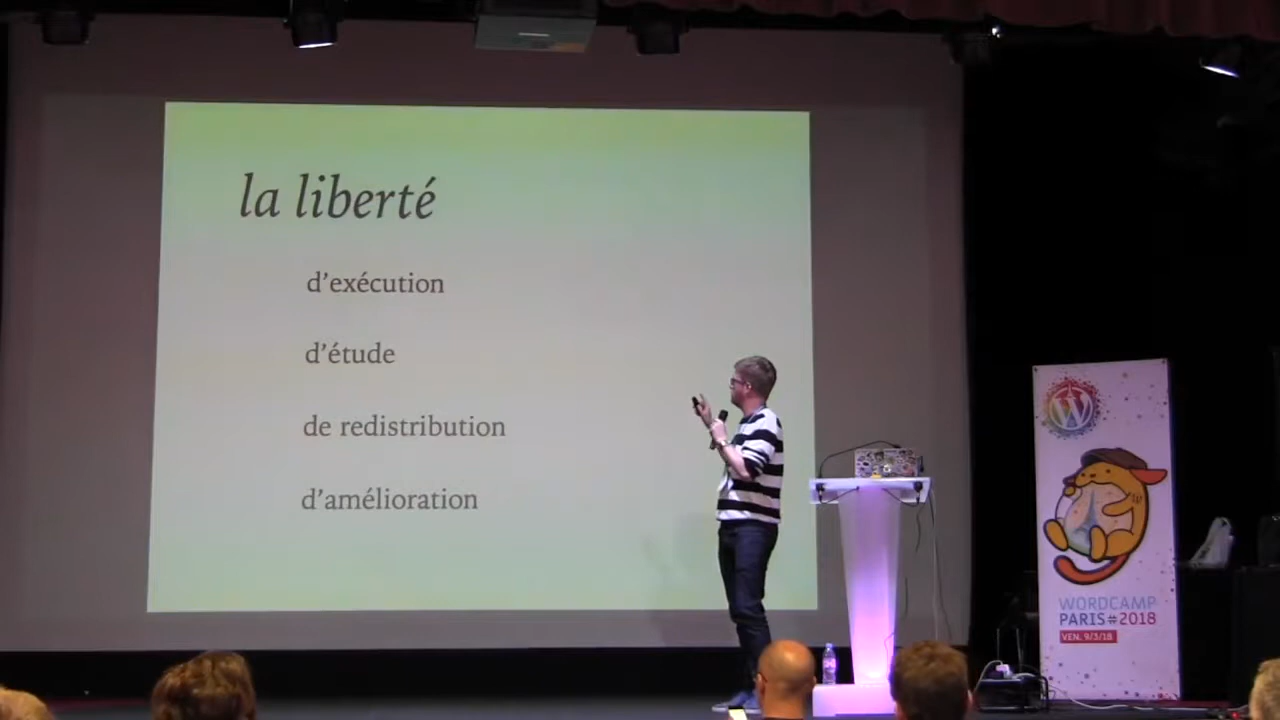 la liberté
d’exécution
d’étude
de redistribution
d’amélioration
WORDCAMP
PARIS#2018
VEN. 9/3/18